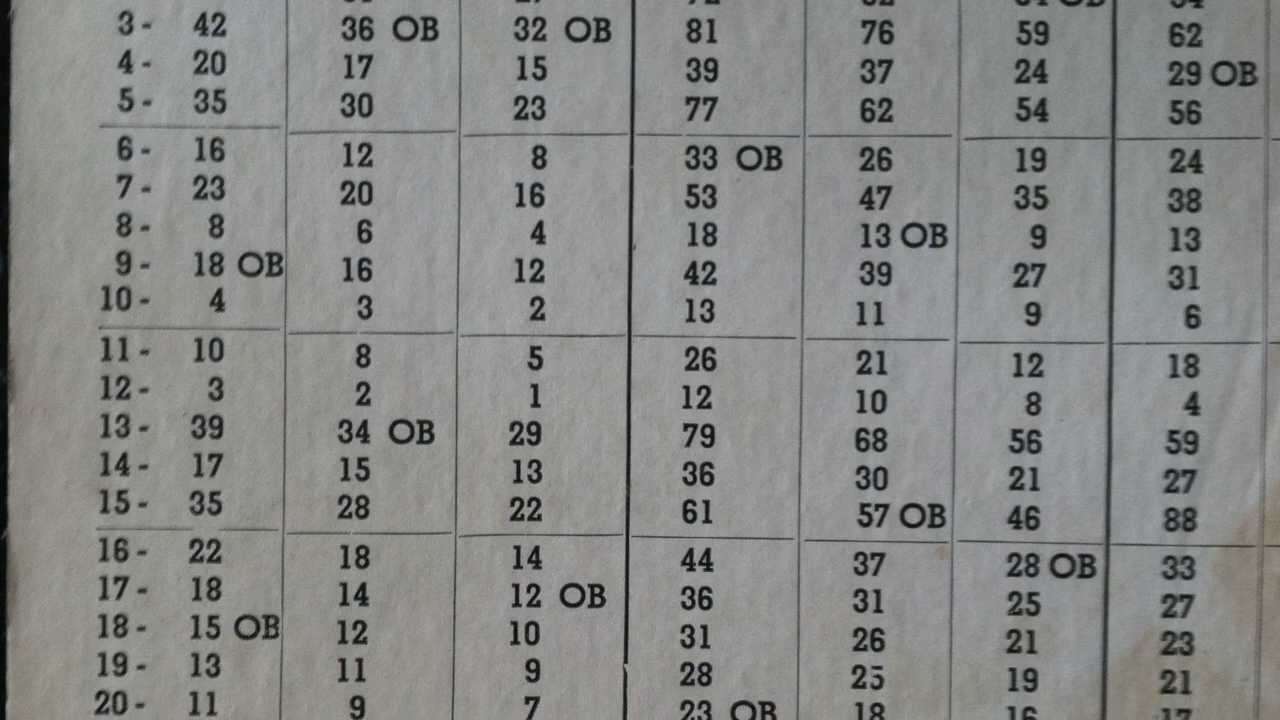 3 - 42 36 OB 32 OB 81 76 59 62
4 - 20 17 15 39 37 24 29 OB
5 - 35 30 23 77 62 54 56
6 - 16 12 8 33 OB 26 19 24
7 - 23 20 16 53 47 35 38
8 - 8 6 4 18 13 OB 9 13
9 - 18 OB 16 12 42 39 27 31
10 - 4 3 2 13 11 9 6
11 - 10 8 5 26 21 12 18
12 - 3 2 1 12 10 8 4
13 - 39 34 OB 29 79 68 56 59
14 - 17 15 13 36 30 21 27
15 - 35 28 22 61 57 OB 46 88
16 - 22 18 14 44 37 28 OB 33
17 - 18 14 12 OB 36 31 25 27
18 - 15 OB 12 10 31 26 21 23
19 - 13 11 9 28 25 19 21
20 - 11 9 7 23 OB 18 16 17